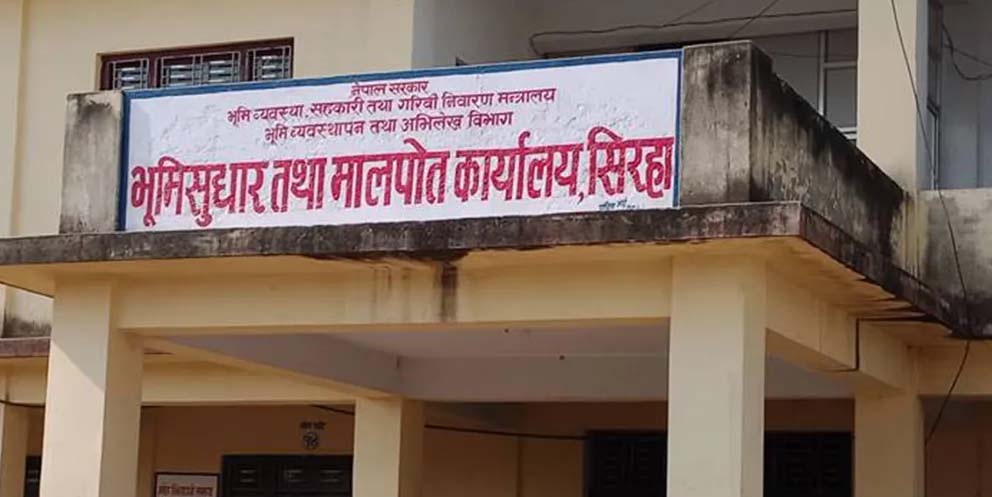 नेपाल सरकार
भूमि व्यवस्था, सहकारी तथा गरिबी निवारण मन्त्रालय
भूमि व्यवस्थापन तथा अभिलेख विभाग
भूमिसुधार तथा मालपोत कार्यालय, सिरहा